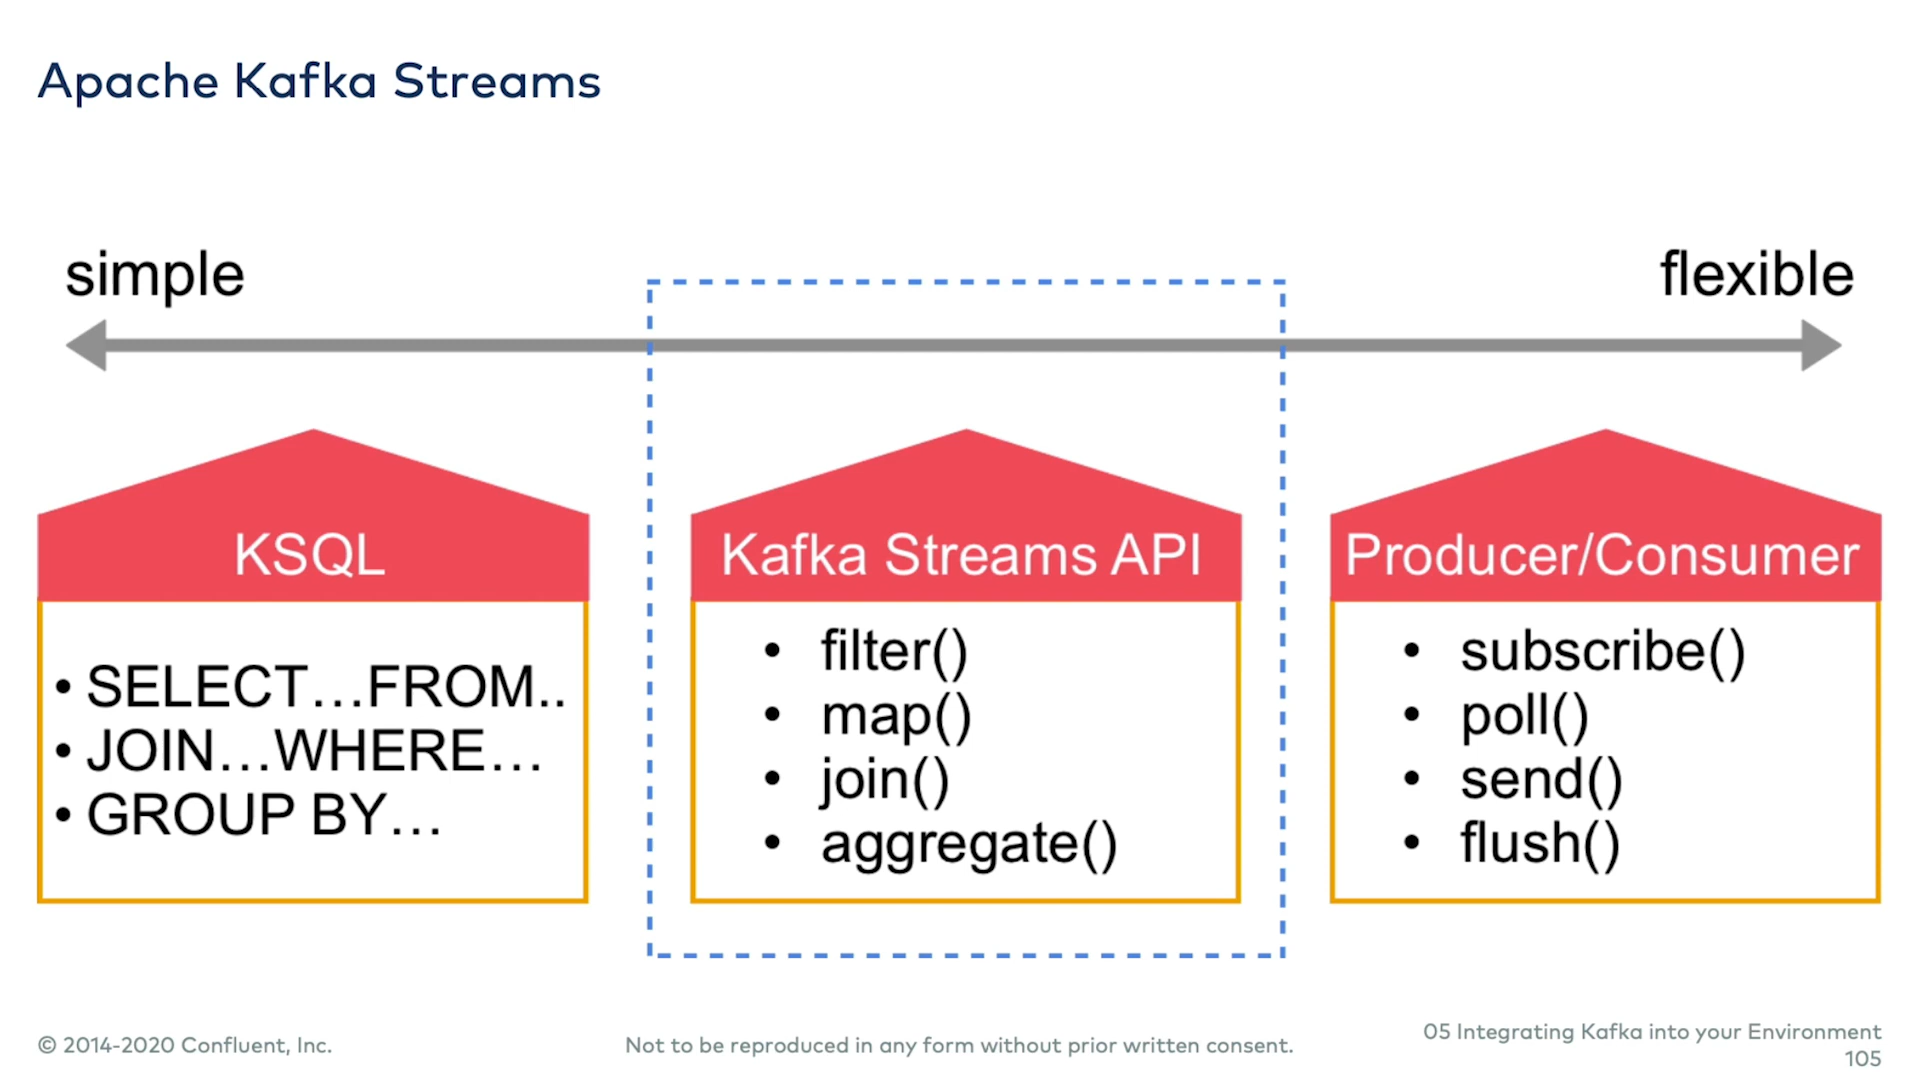 Apache Kafka Streams
simple
flexible
KSQL
• SELECT…FROM..
• JOIN…WHERE…
• GROUP BY…
Kafka Streams API
• filter()
• map()
• join()
• aggregate()
Producer/Consumer
• subscribe()
• poll()
• send()
• flush()
© 2014-2020 Confluent, Inc.
Not to be reproduced in any form without prior written consent.
05 Integrating Kafka into your Environment
105